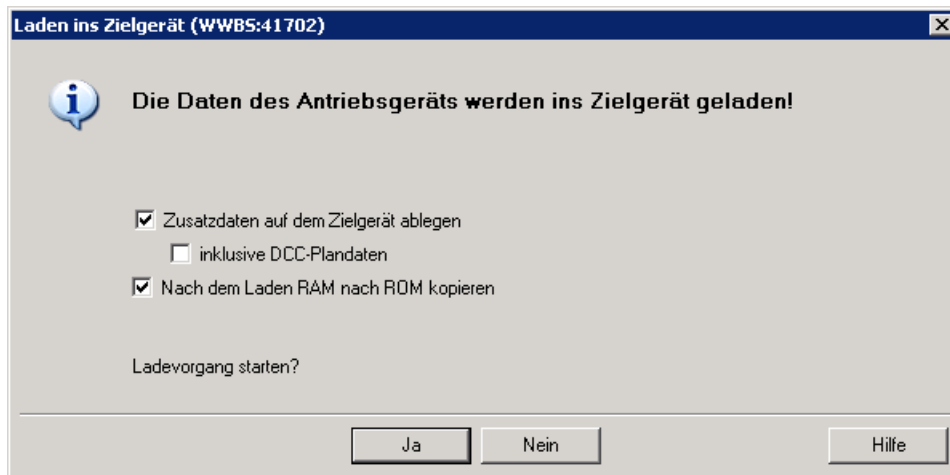 Laden ins Zielgerät (WWBS:41702)
Die Daten des Antriebsgeräts werden ins Zielgerät geladen!
Zusatzdaten auf dem Zielgerät ablegen
inklusive DCC-Plandaten
Nach dem Laden RAM nach ROM kopieren
Ladevorgang starten?
Ja Nein Hilfe